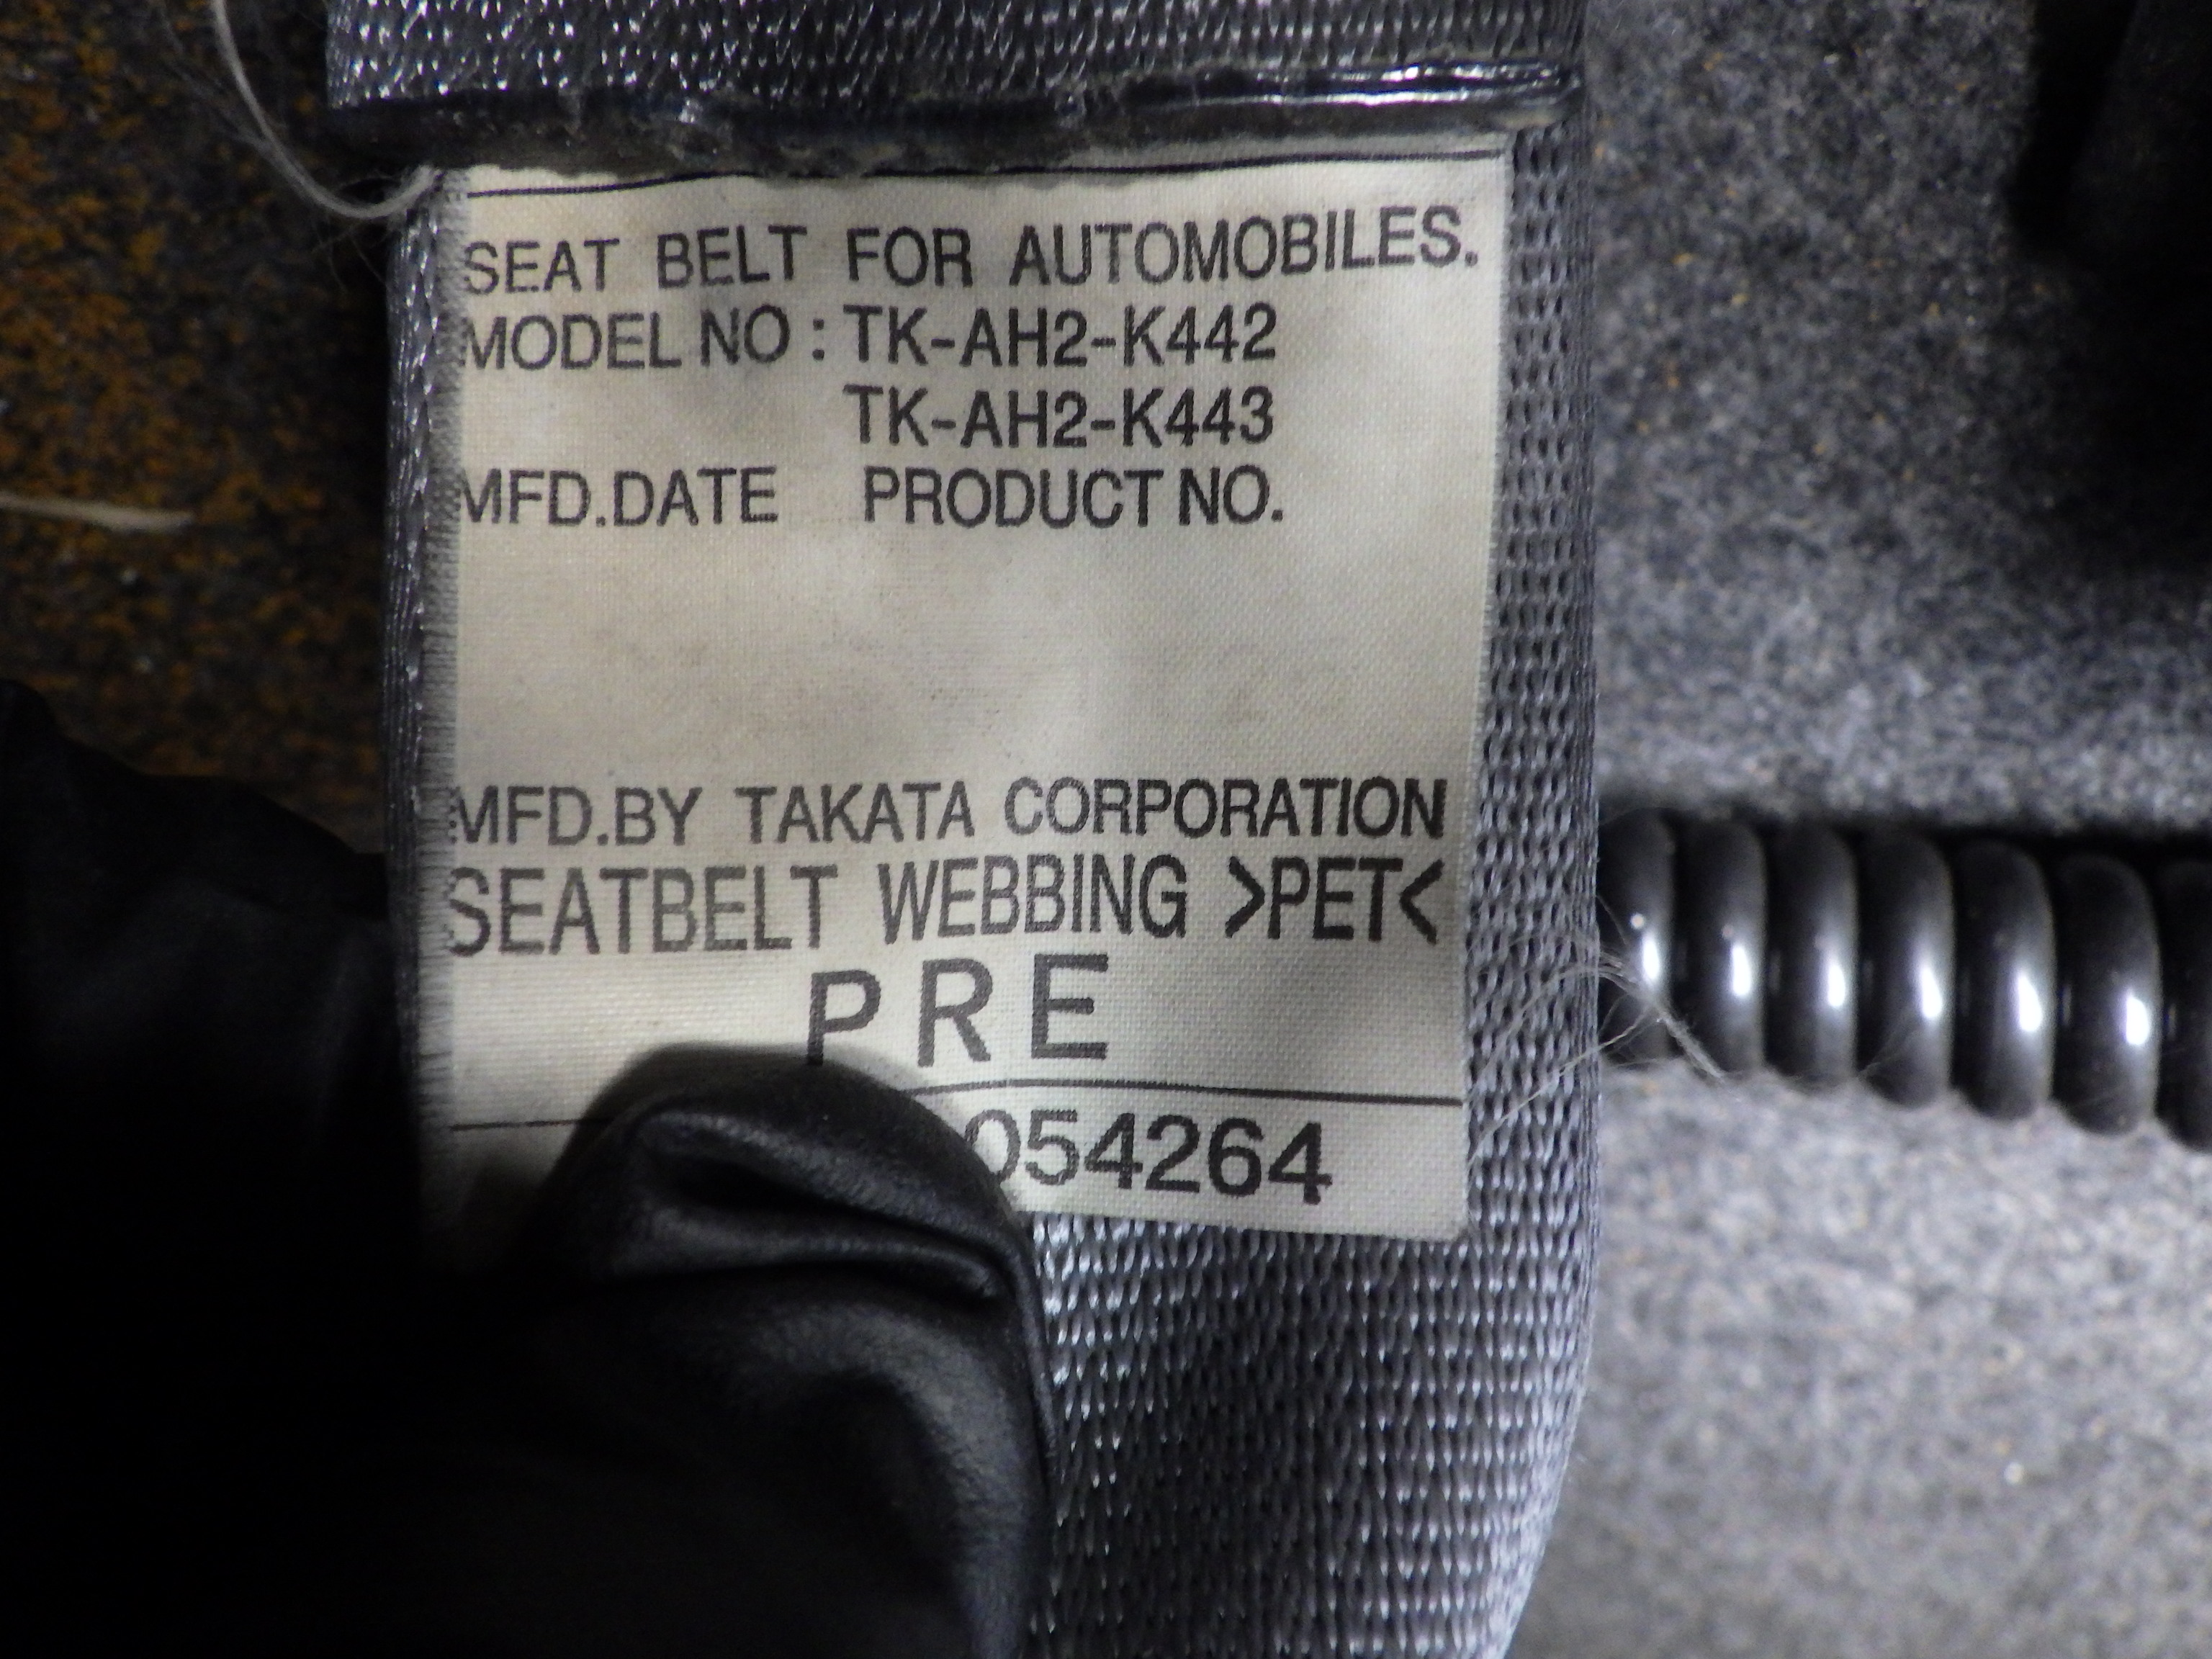 SEAT BELT FOR AUTOMOBILES.
MODEL NO : TK-AH2-K442
TK-AH2-K443
MFD.DATE PRODUCT NO.
MFD.BY TAKATA CORPORATION
SEATBELT WEBBING >PET<
PRE
054264